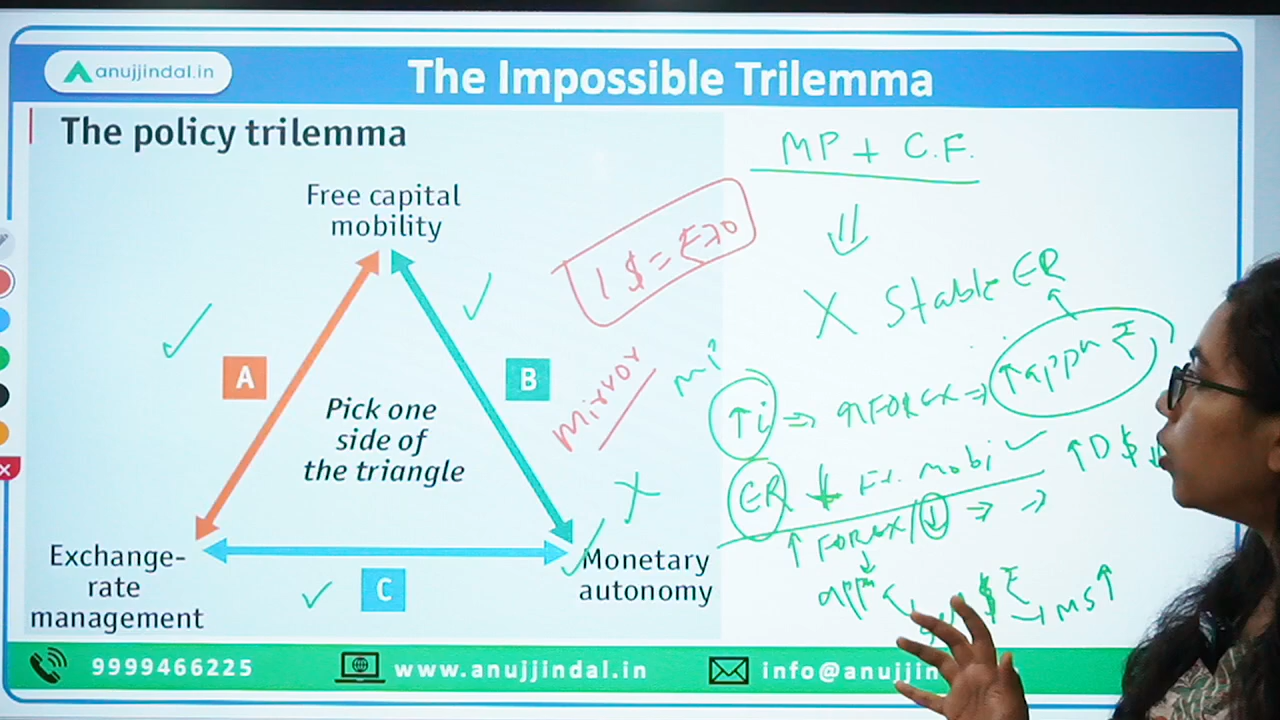 anujjindal.in
The Impossible Trilemma
The policy trilemma
Free capital
mobility
A
B
Pick one
side of
the triangle
Exchange-
rate
management
C
Monetary
autonomy
1 $ = ₹70
Mirror
MP + C.F.
X Stable ER
↑i ⇒ FOREX ⇒ ↑ appn ₹
ER mobi ↑D $
↑ FOREX/↓ ⇒ ⇒
appn $ ₹ → MS↑
9999466225
www.anujjindal.in
info@anujjin